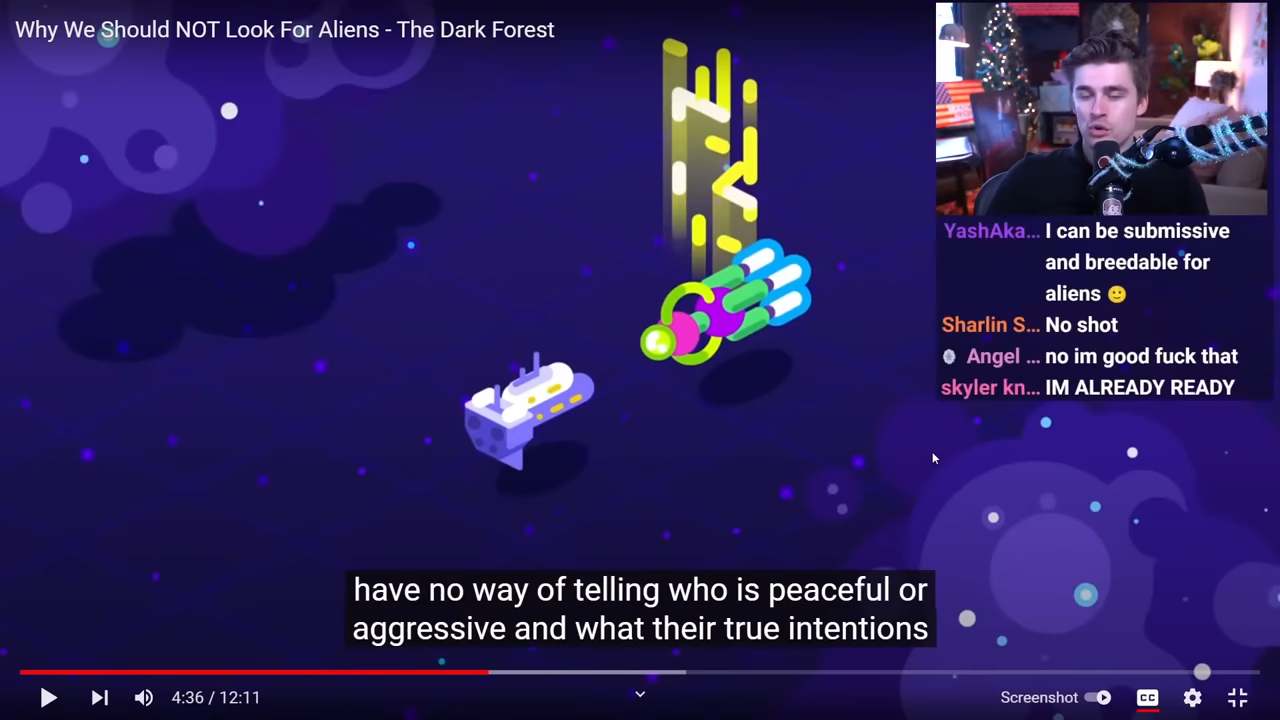 Why We Should NOT Look For Aliens - The Dark Forest
YashAka... I can be submissive
and breedable for
aliens 🙂
Sharlin S... No shot
Angel ... no im good fuck that
skyler kn... IM ALREADY READY
have no way of telling who is peaceful or
aggressive and what their true intentions
4:36 / 12:11
Screenshot
CC